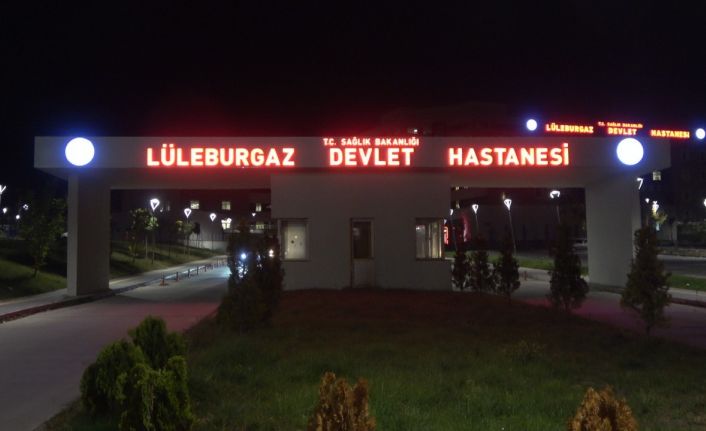 T.C. SAĞLIK BAKANLIĞI
LÜLEBURGAZ DEVLET HASTANESİ
T.C. SAĞLIK BAKANLIĞI
LÜLEBURGAZ DEVLET HASTANESİ